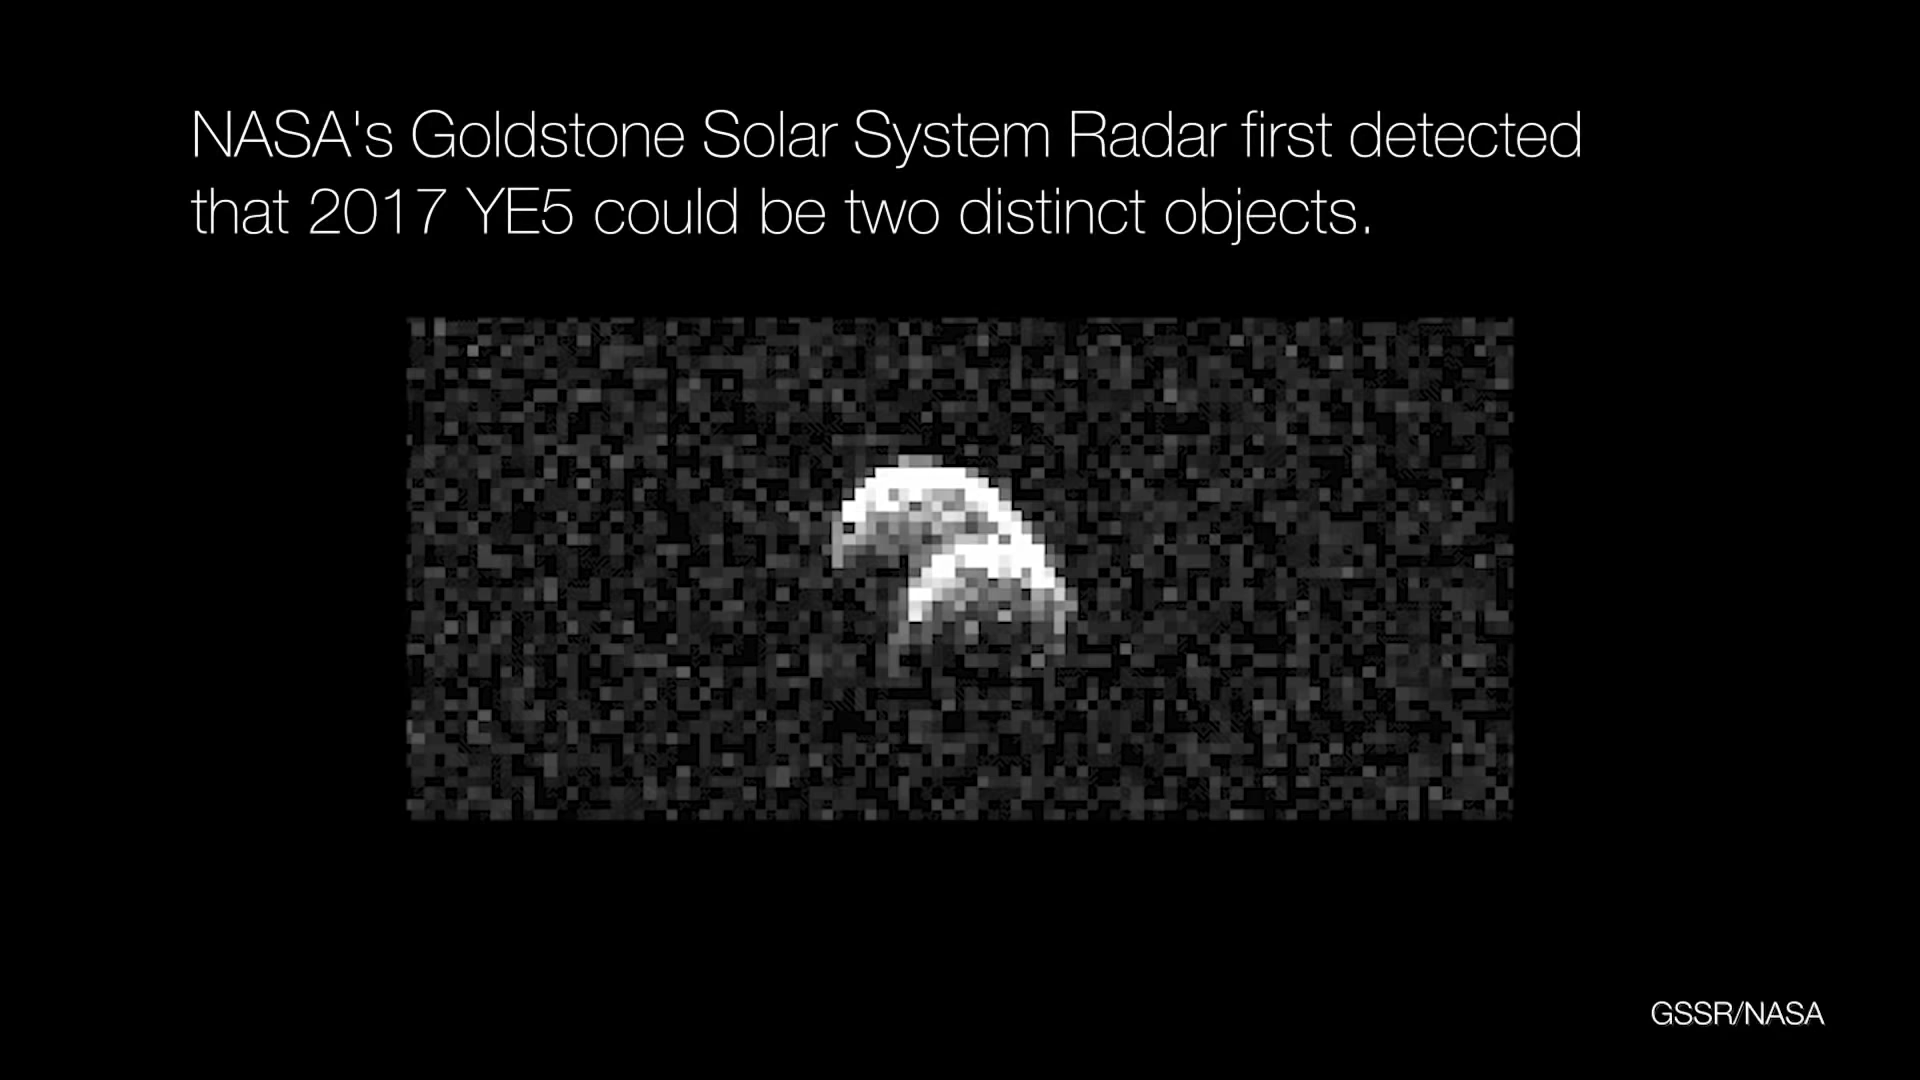 NASA's Goldstone Solar System Radar first detected
that 2017 YE5 could be two distinct objects.
GSSR/NASA